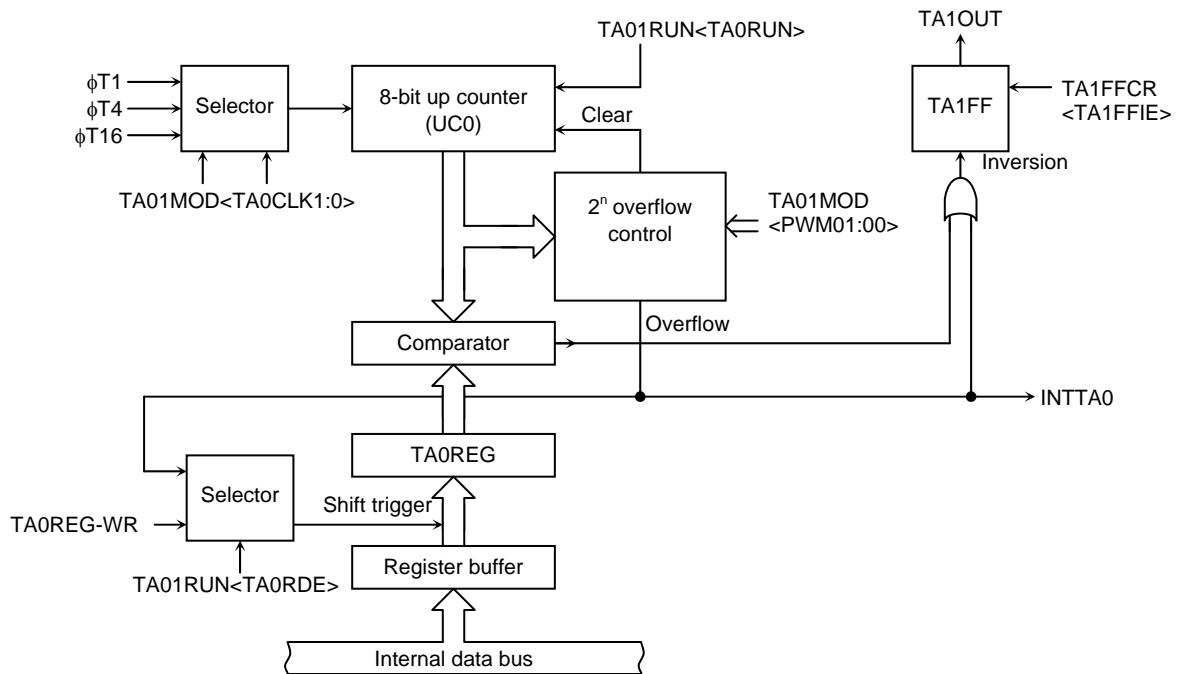 TA01RUN<TA0RUN>
TA1OUT
ϕT1
ϕT4
ϕT16
Selector
8-bit up counter
(UC0)
Clear
TA1FF
TA1FFCR
<TA1FFIE>
Inversion
TA01MOD<TA0CLK1:0>
2ⁿ overflow
control
TA01MOD
<PWM01:00>
Overflow
Comparator
INTTA0
TA0REG
Selector
Shift trigger
TA0REG-WR
Register buffer
TA01RUN<TA0RDE>
Internal data bus